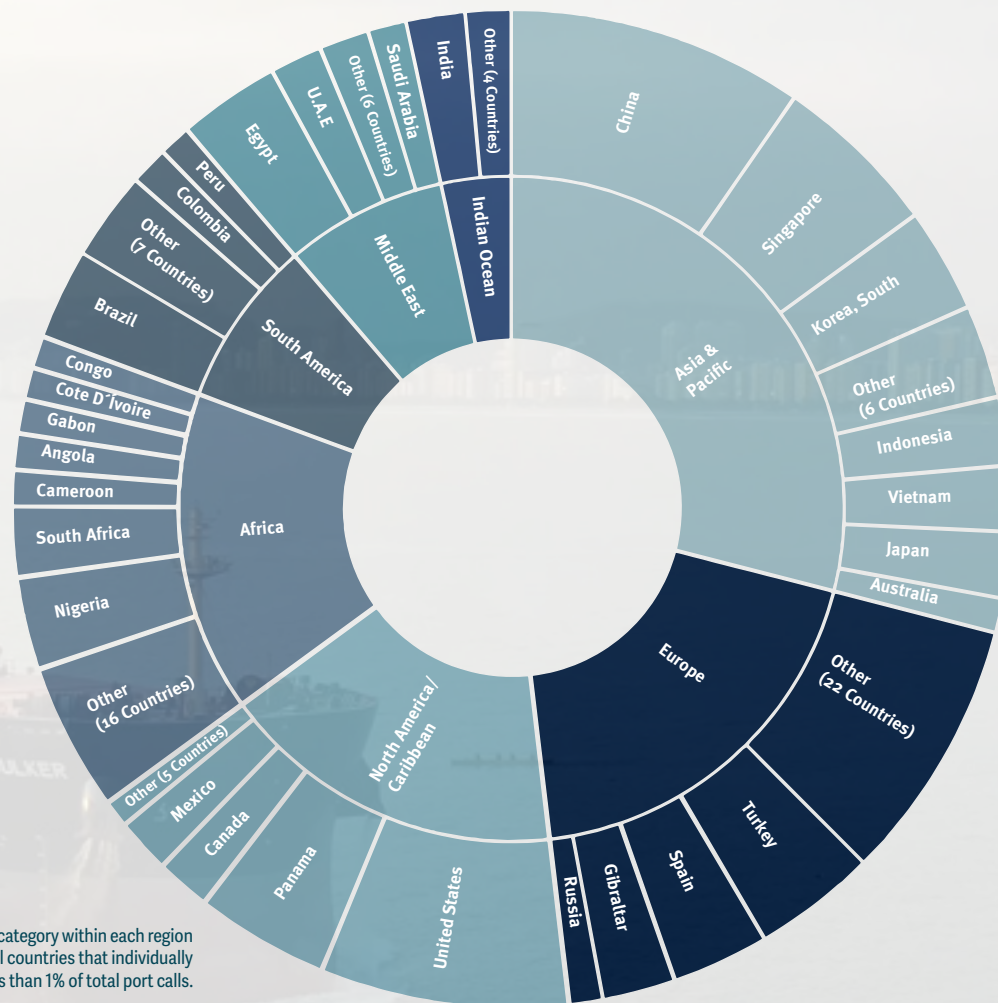 China
Singapore
Korea, South
Other
(6 Countries)
Indonesia
Vietnam
Japan
Australia
Asia &
Pacific
Europe
Other
(22 Countries)
Turkey
Spain
Gibraltar
Russia
North America/
Caribbean
United States
Panama
Canada
Mexico
Other (5 Countries)
Africa
Other
(16 Countries)
Nigeria
South Africa
Cameroon
Angola
Gabon
Cote D´Ivoire
Congo
South America
Brazil
Other
(7 Countries)
Colombia
Peru
Middle East
Egypt
U.A.E
Other (6 Countries)
Saudi Arabia
Indian Ocean
India
Other (4 Countries)
ULKER
category within each region
l countries that individually
s than 1% of total port calls.